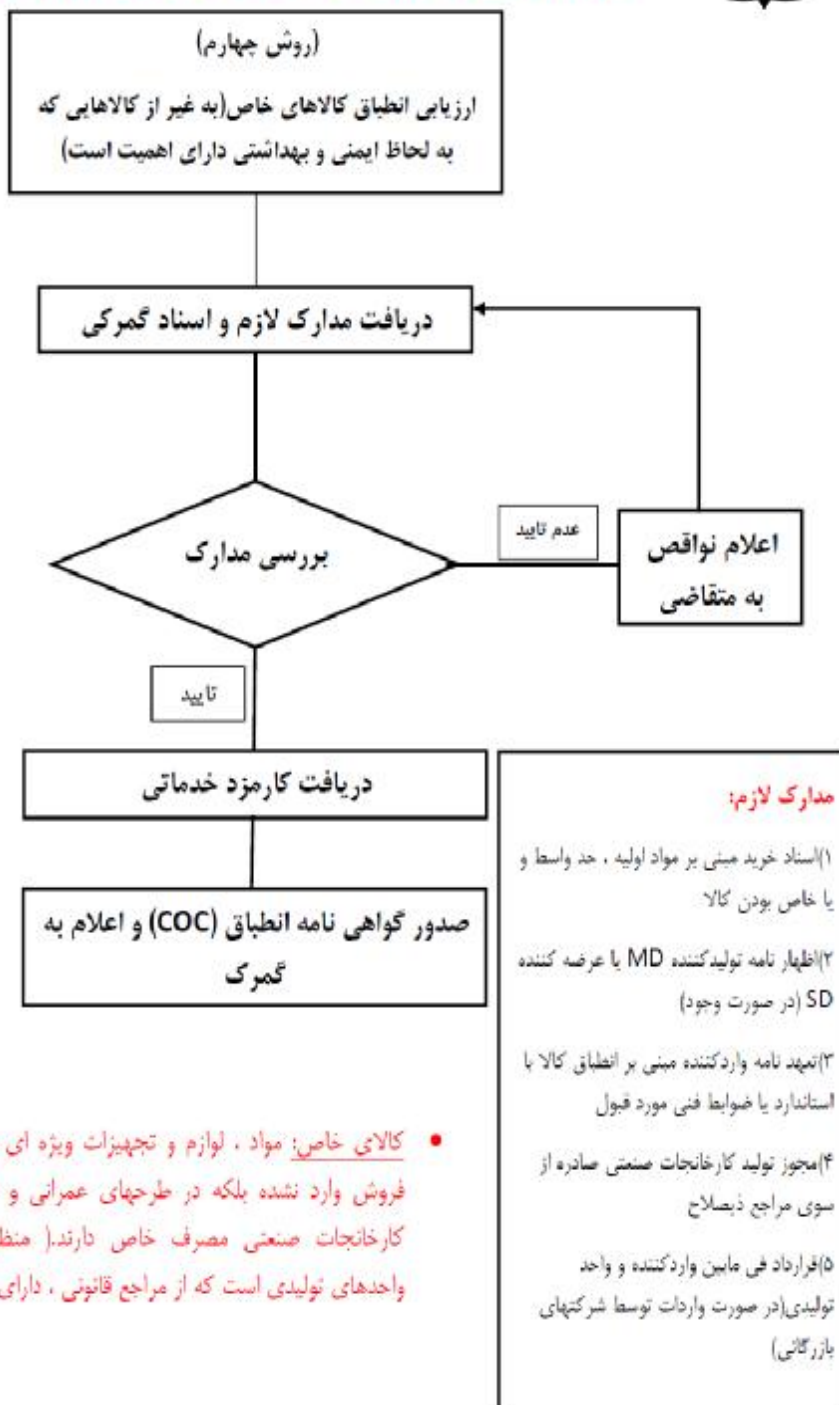 (روش چهارم)
ارزیابی انطباق کالاهای خاص(به غیر از کالاهایی که
به لحاظ ایمنی و بهداشتی دارای اهمیت است)
دریافت مدارک لازم و اسناد گمرکی
بررسی مدارک
عدم تایید
اعلام نواقص
به متقاضی
تایید
دریافت کارمزد خدماتی
صدور گواهی نامه انطباق (COC) و اعلام به
گمرک
مدارک لازم:
۱)اسناد خرید مبنی بر مواد اولیه ، حد واسط و
یا خاص بودن کالا
۲)اظهار نامه تولیدکننده MD یا عرضه کننده
SD (در صورت وجود)
۳)تعهد نامه واردکننده مبنی بر انطباق کالا با
استاندارد یا ضوابط فنی مورد قبول
۴)مجوز تولید کارخانجات صنعتی صادره از
سوی مراجع ذیصلاح
۵)قرارداد فی مابین واردکننده و واحد
تولیدی(در صورت واردات توسط شرکتهای
بازرگانی)
• کالای خاص: مواد ، لوازم و تجهیزات ویژه ای
فروش وارد نشده بلکه در طرحهای عمرانی و
کارخانجات صنعتی مصرف خاص دارند.(
واحدهای تولیدی است که از مراجع قانونی ، دارای